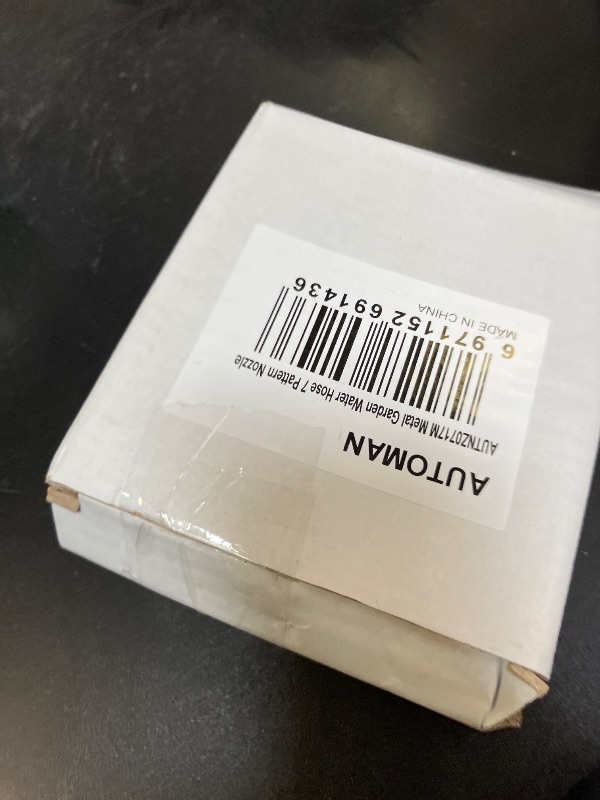 AUTOMAN
AUTNZ0717M Metal Garden Water Hose 7 Pattern Nozzle
6 971152 691436
MADE IN CHINA